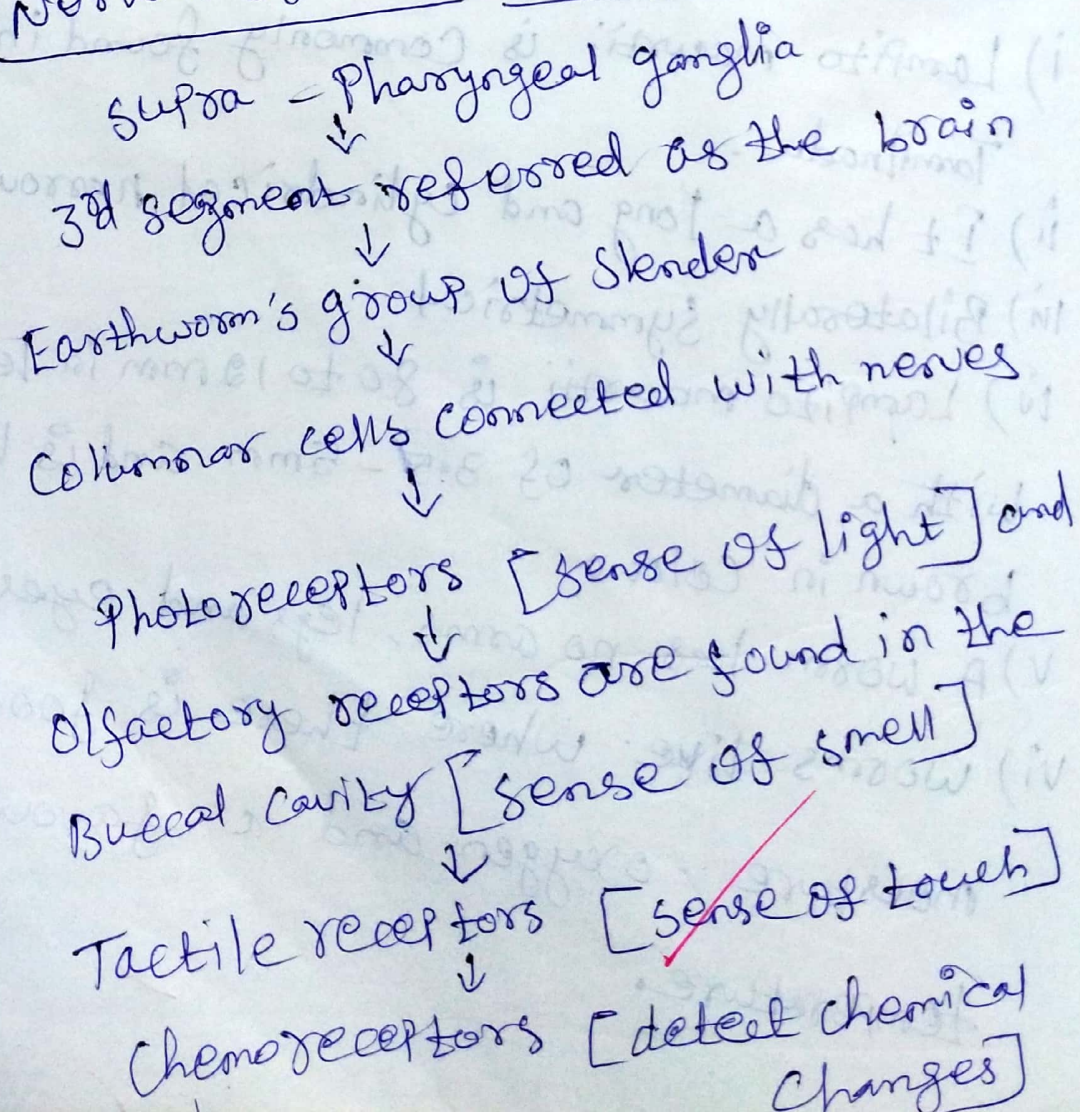 Supra - Pharyngeal ganglia
↓
3rd segment referred as the brain
↓
Earthworm's group of Slender
↓
Columnar cells connected with nerves
↓
Photoreceptors [sense of light] and
↓
Olfactory receptors are found in the
Buccal Cavity [sense of smell]
↓
Tactile receptors [sense of touch]
↓
Chemoreceptors [detect chemical
Changes]